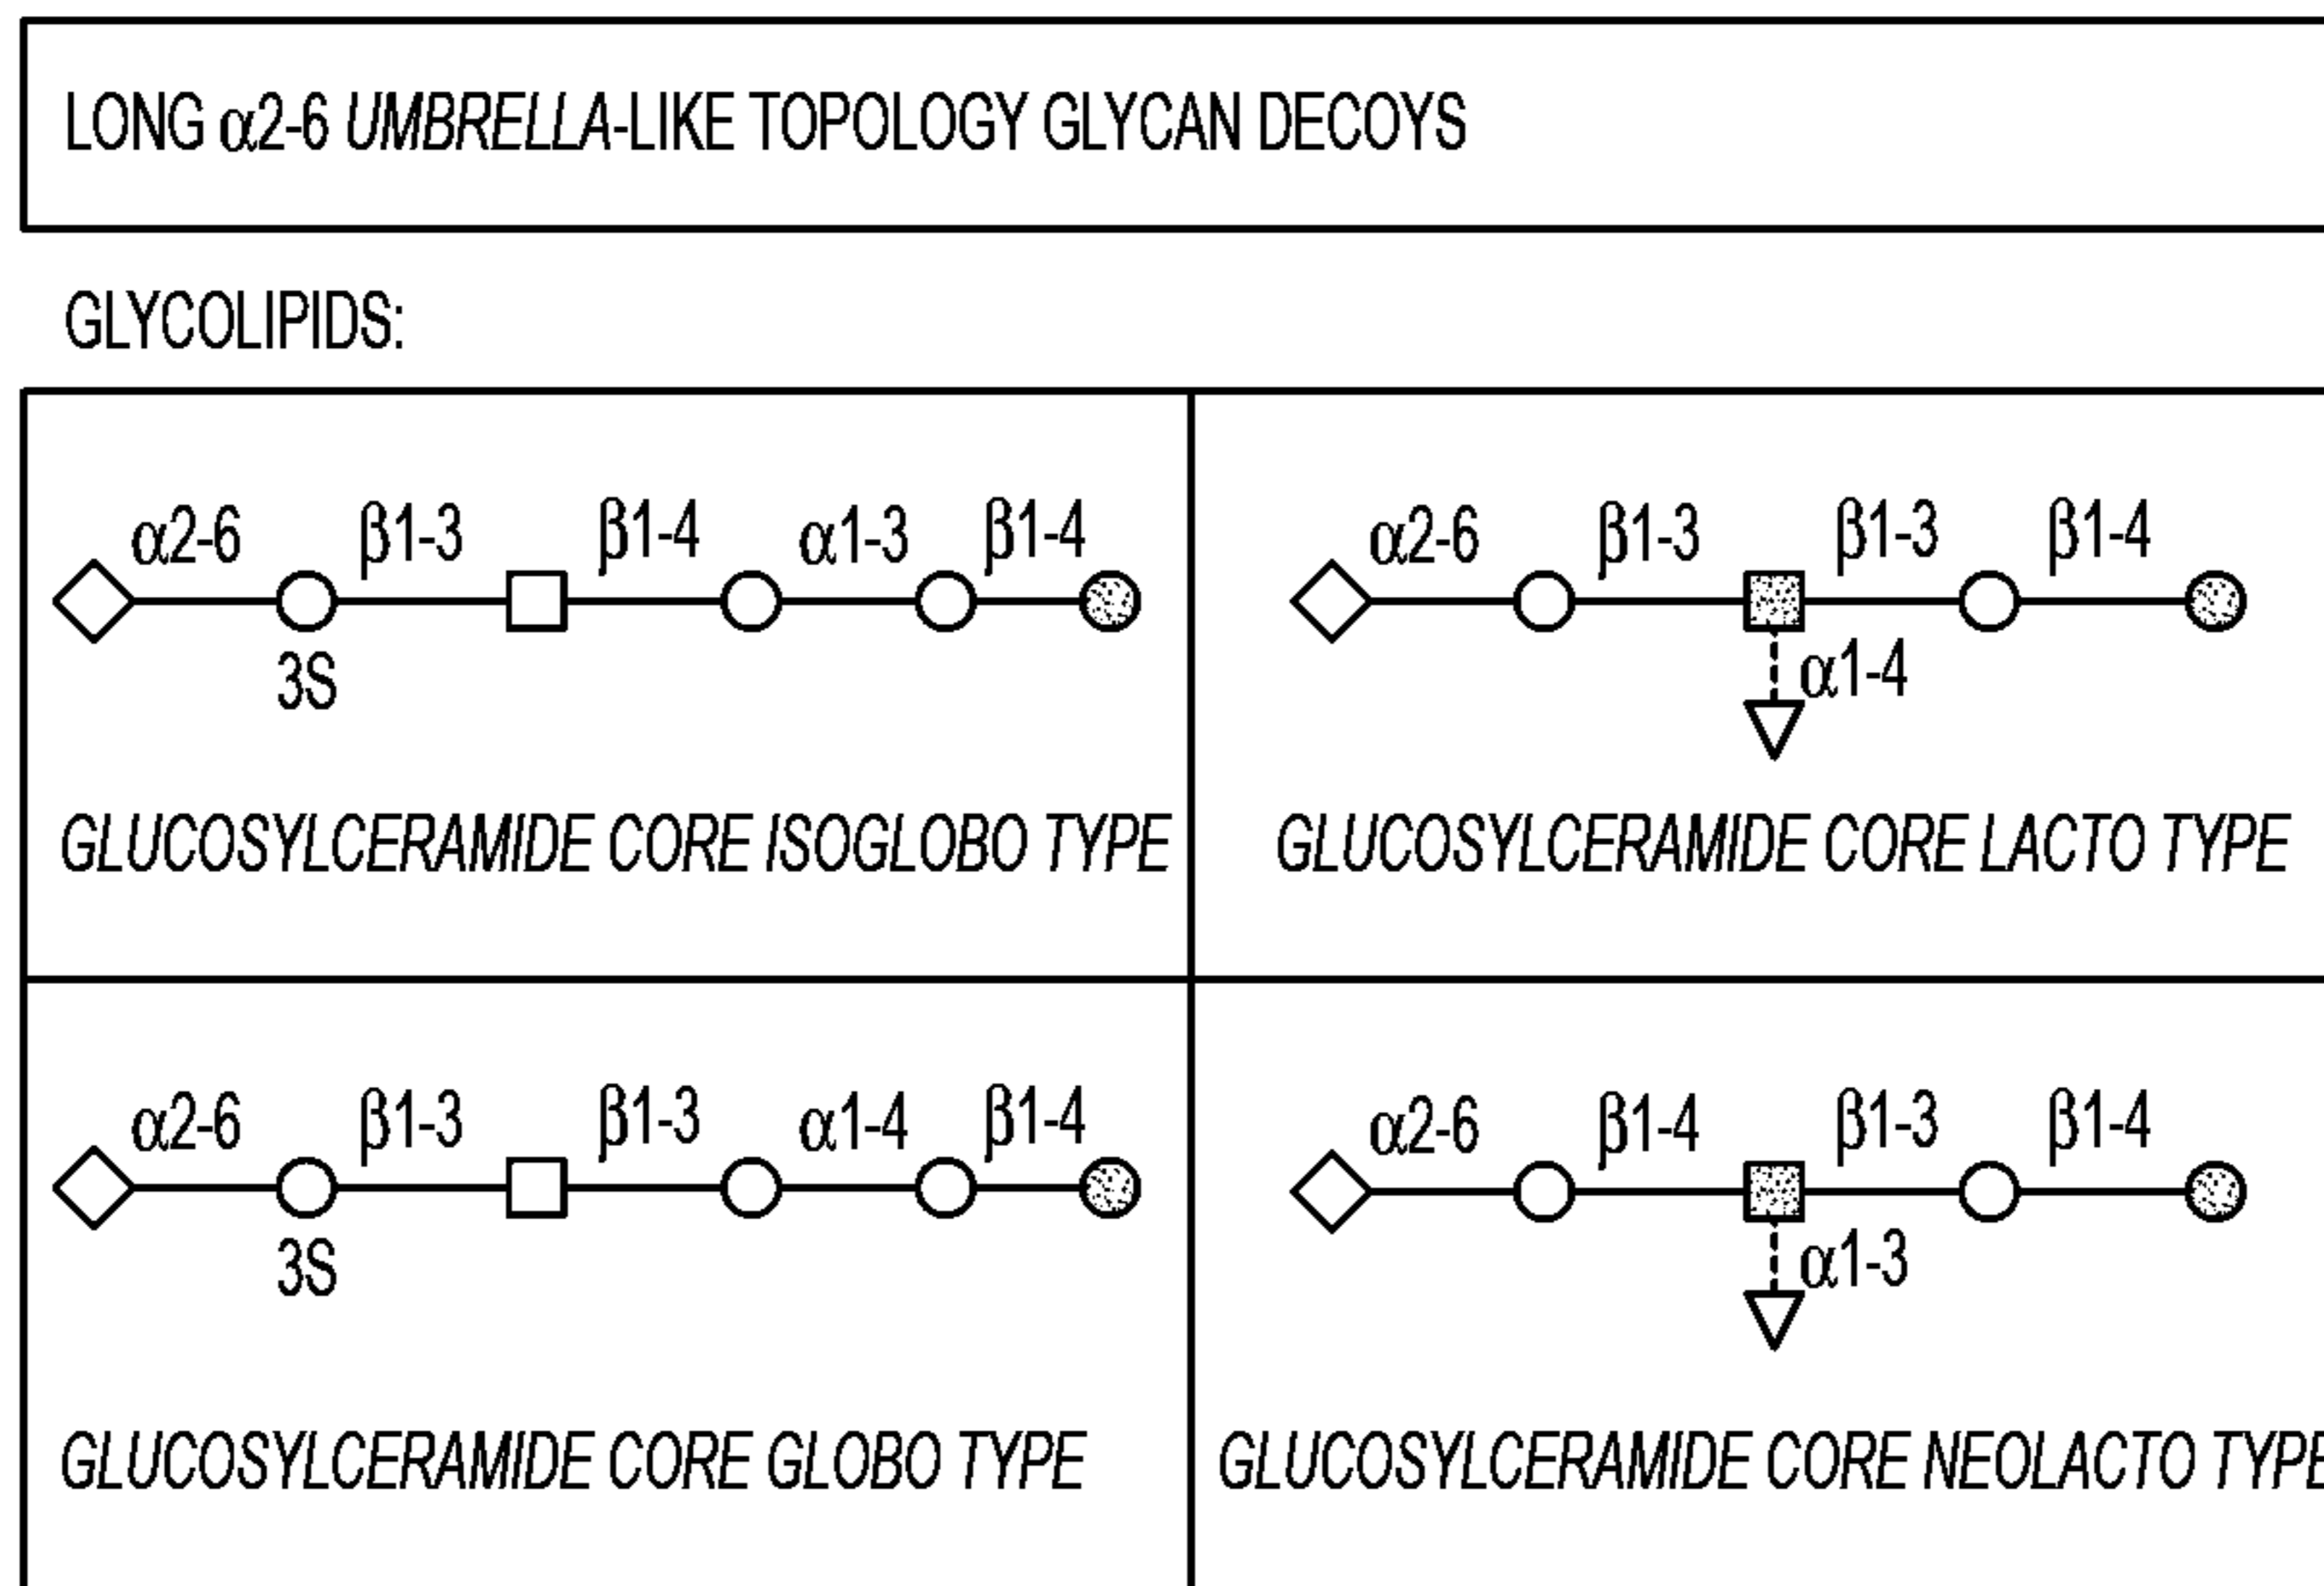 LONG α2-6 UMBRELLA-LIKE TOPOLOGY GLYCAN DECOYS
GLYCOLIPIDS:
α2-6 β1-3 β1-4 α1-3 β1-4
3S
GLUCOSYLCERAMIDE CORE ISOGLOBO TYPE
α2-6 β1-3 β1-3 β1-4
α1-4
GLUCOSYLCERAMIDE CORE LACTO TYPE
α2-6 β1-3 β1-3 α1-4 β1-4
3S
GLUCOSYLCERAMIDE CORE GLOBO TYPE
α2-6 β1-4 β1-3 β1-4
α1-3
GLUCOSYLCERAMIDE CORE NEOLACTO TYPE